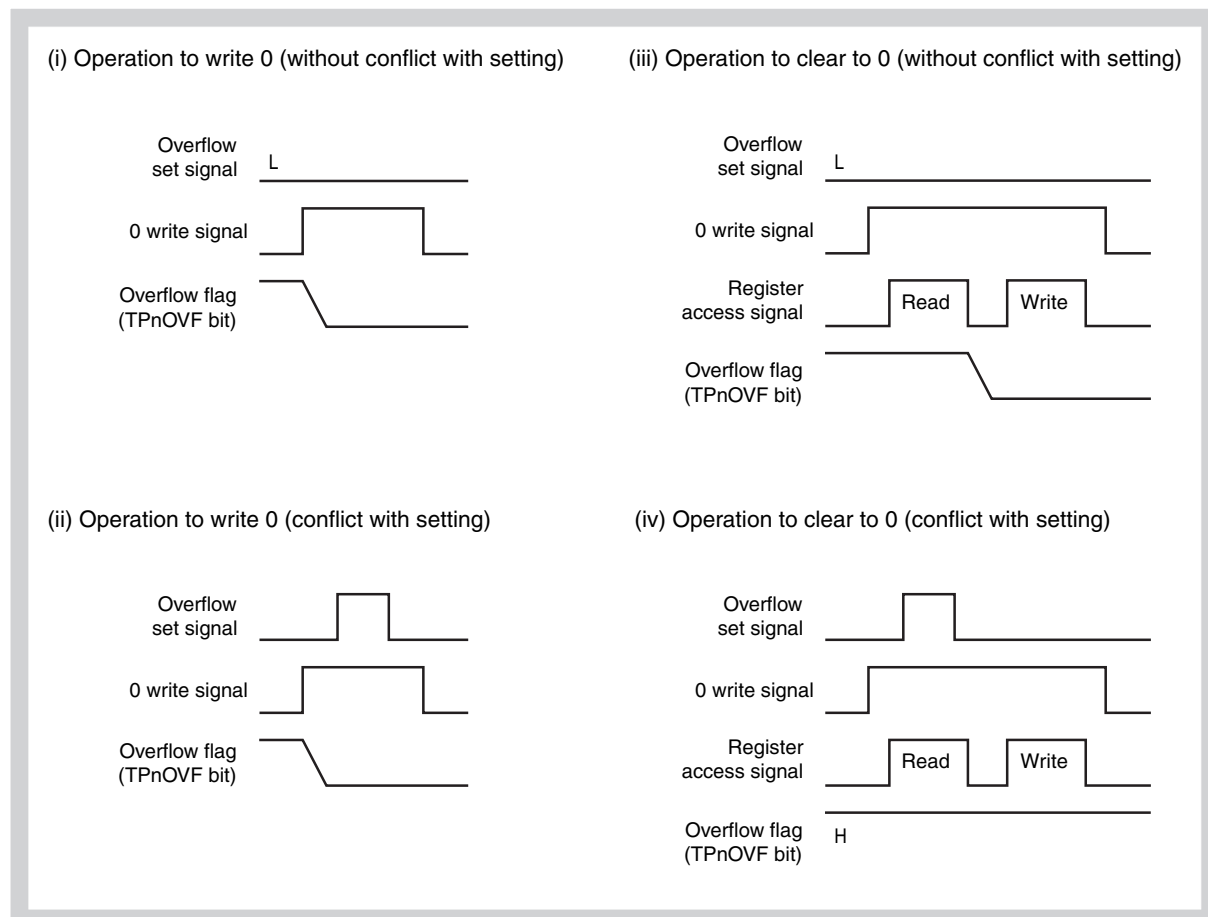 (i) Operation to write 0 (without conflict with setting)
Overflow
set signal
L
0 write signal
Overflow flag
(TPnOVF bit)
(iii) Operation to clear to 0 (without conflict with setting)
Overflow
set signal
L
0 write signal
Register
access signal
Read
Write
Overflow flag
(TPnOVF bit)
(ii) Operation to write 0 (conflict with setting)
Overflow
set signal
0 write signal
Overflow flag
(TPnOVF bit)
(iv) Operation to clear to 0 (conflict with setting)
Overflow
set signal
0 write signal
Register
access signal
Read
Write
Overflow flag
(TPnOVF bit)
H